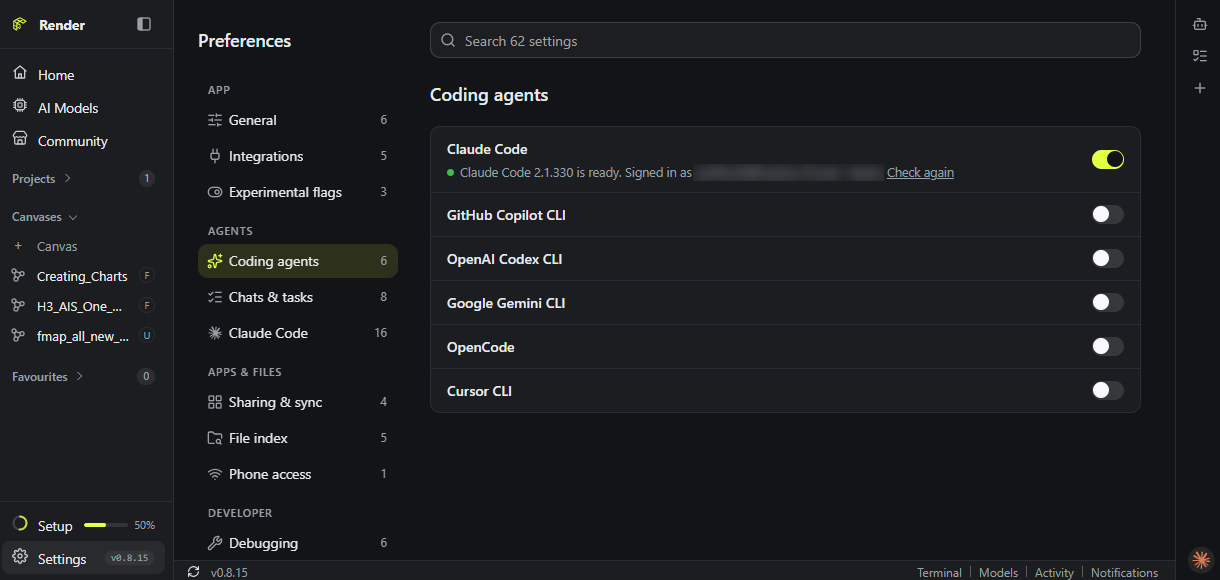 Render
Home
AI Models
Community
Projects
1
Canvases
+ Canvas
Creating_Charts F
H3_AIS_One_... F
fmap_all_new_... U
Favourites
0
Setup 50%
Settings v0.8.15
Preferences
APP
General 6
Integrations 5
Experimental flags 3
AGENTS
Coding agents 6
Chats & tasks 8
Claude Code 16
APPS & FILES
Sharing & sync 4
File index 5
Phone access 1
DEVELOPER
Debugging 6
Search 62 settings
Coding agents
Claude Code
Claude Code 2.1.330 is ready. Signed in as Check again
GitHub Copilot CLI
OpenAI Codex CLI
Google Gemini CLI
OpenCode
Cursor CLI
v0.8.15
Terminal | Models | Activity | Notifications